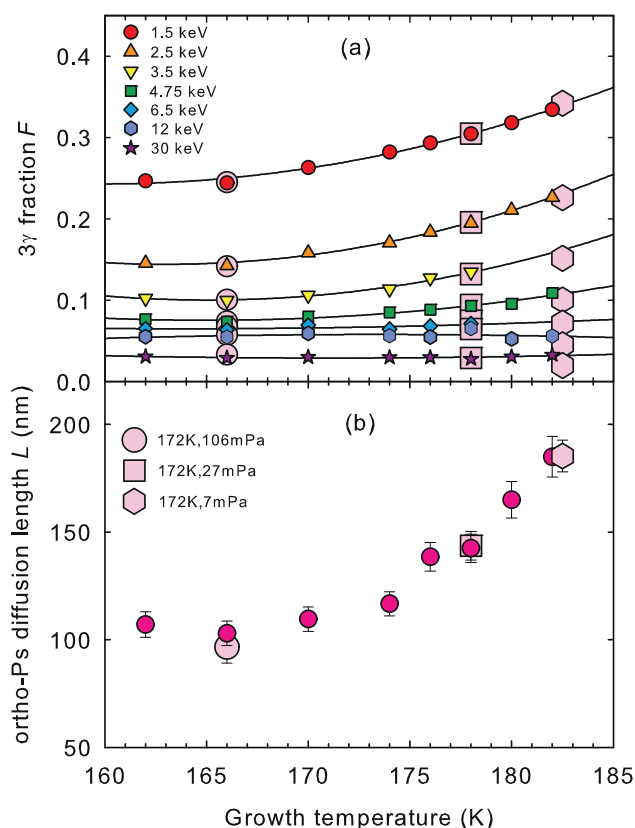 (a)
1.5 keV
2.5 keV
3.5 keV
4.75 keV
6.5 keV
12 keV
30 keV
0.4
0.3
0.2
0.1
0.0
3γ fraction F
(b)
172K,106mPa
172K,27mPa
172K,7mPa
200
150
100
50
ortho-Ps diffusion length L (nm)
160 165 170 175 180 185
Growth temperature (K)